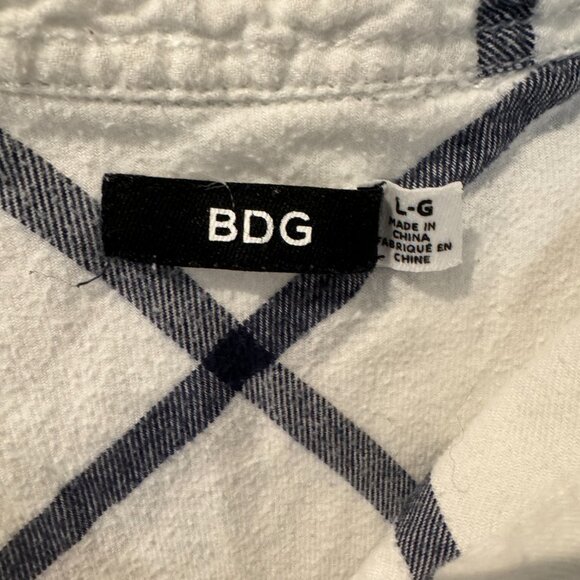 BDG
L-G
MADE IN
CHINA
FABRIQUÉ EN
CHINE